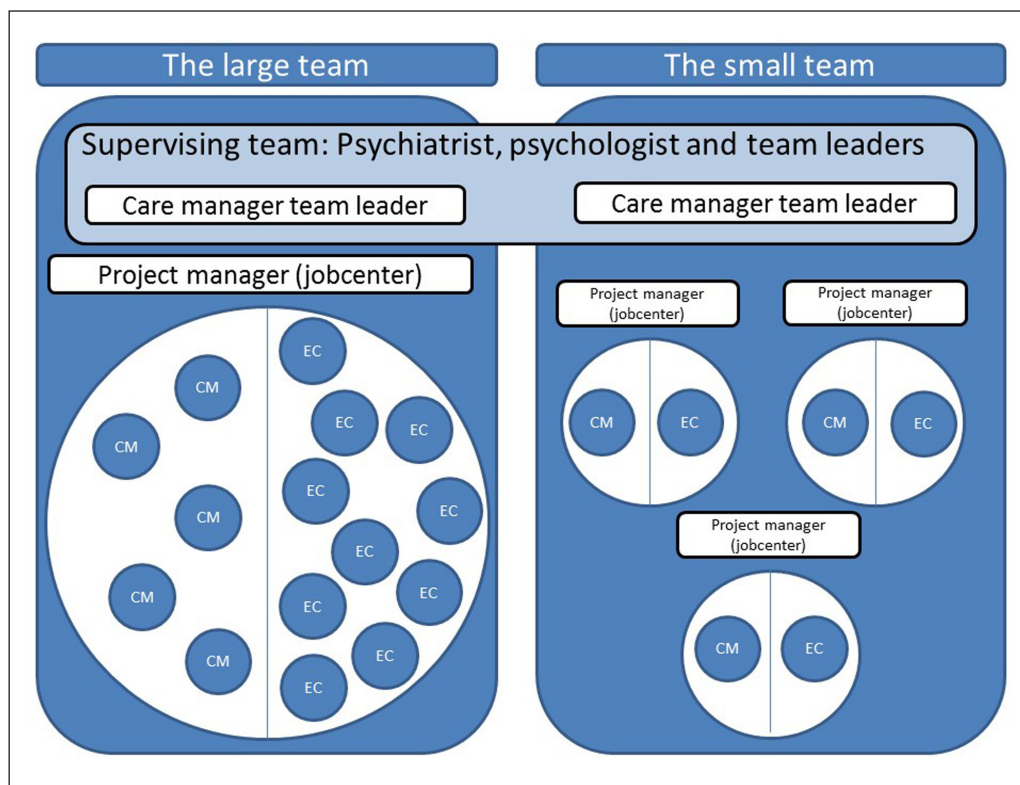 The large team
The small team
Supervising team: Psychiatrist, psychologist and team leaders
Care manager team leader
Care manager team leader
Project manager (jobcenter)
Project manager
(jobcenter)
Project manager
(jobcenter)
EC
CM
EC
EC
CM
EC
CM
EC
EC
CM
EC
EC
CM
EC
EC
CM
EC
CM
EC
CM
EC
Project manager
(jobcenter)
CM
EC